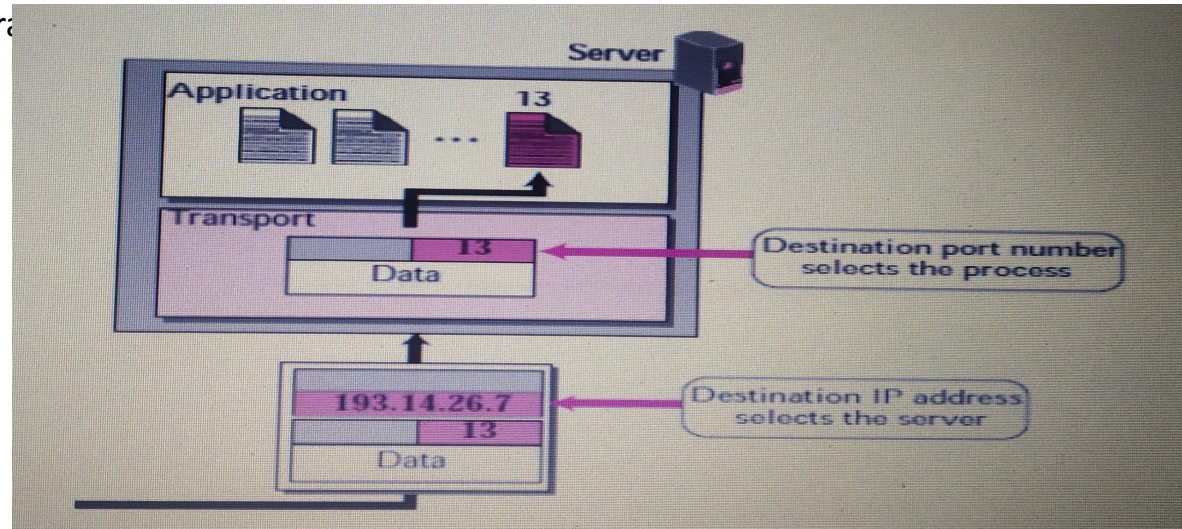 Server
Application
13
...
Transport
13
Data
Destination port number
selects the process
193.14.26.7
13
Data
Destination IP address
selects the server